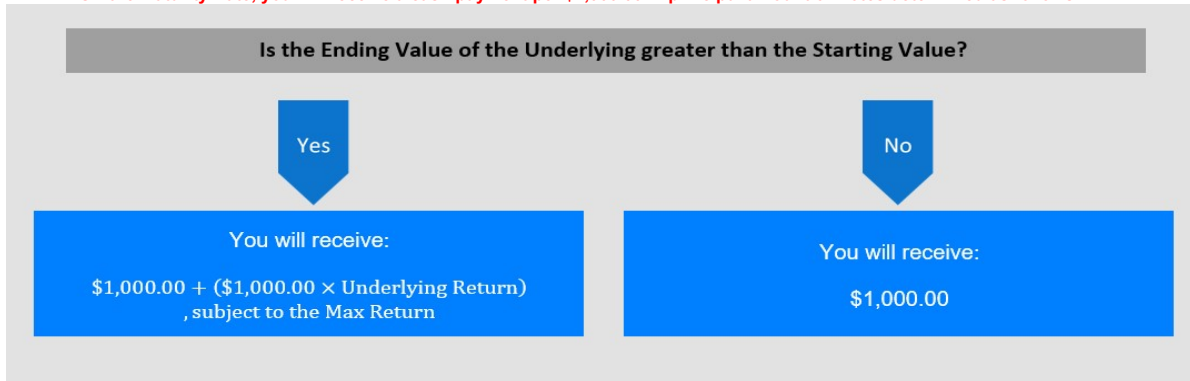 Is the Ending Value of the Underlying greater than the Starting Value?
Yes
No
You will receive:
$1,000.00 + ($1,000.00 × Underlying Return)
, subject to the Max Return
You will receive:
$1,000.00